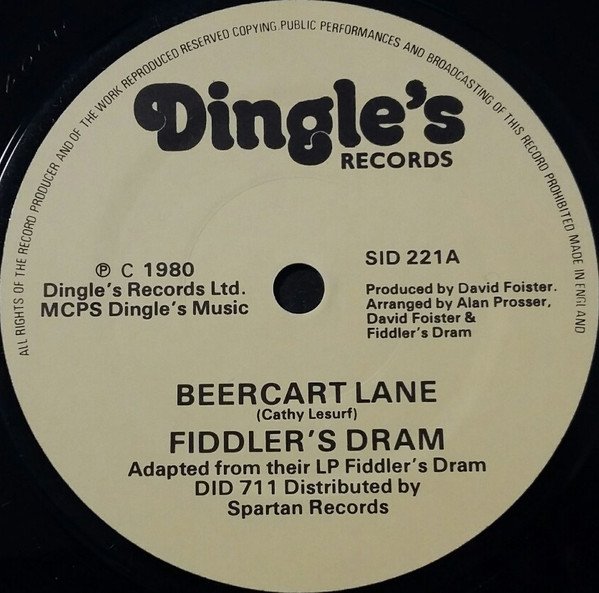 ALL RIGHTS OF THE RECORD PRODUCER AND OF THE WORK REPRODUCED RESERVED COPYING,PUBLIC PERFORMANCES AND BROADCASTING OF THIS RECORD PROHIBITED MADE IN ENGLAND
Dingle's
RECORDS
℗ C 1980
Dingle's Records Ltd.
MCPS Dingle's Music
SID 221A
Produced by David Foister.
Arranged by Alan Prosser,
David Foister &
Fiddler's Dram
BEERCART LANE
(Cathy Lesurf)
FIDDLER'S DRAM
Adapted from their LP Fiddler's Dram
DID 711 Distributed by
Spartan Records